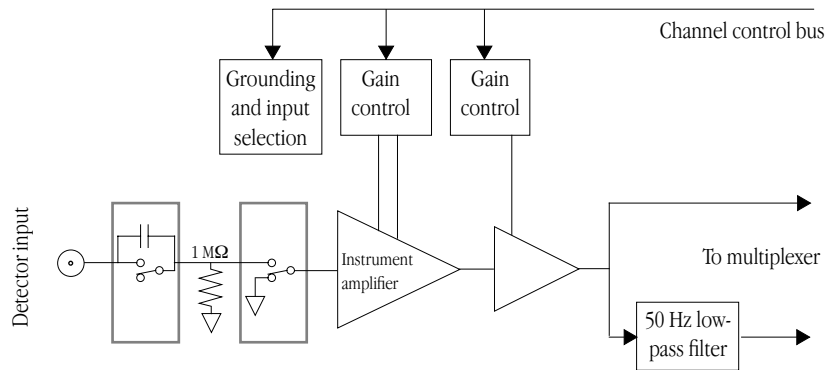 Channel control bus
Grounding
and input
selection
Gain
control
Gain
control
Detector input
1 MΩ
Instrument
amplifier
To multiplexer
50 Hz low-
pass filter